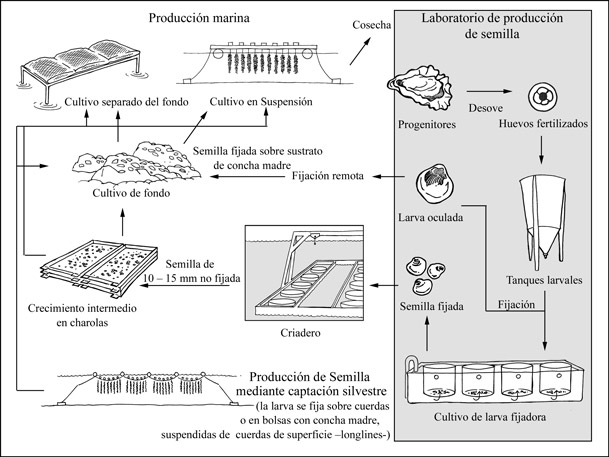 Producción marina
Cosecha
Cultivo separado del fondo
Cultivo en Suspensión
Semilla fijada sobre sustrato
de concha madre
Cultivo de fondo
Fijación remota
Semilla de
10 – 15 mm no fijada
Crecimiento intermedio
en charolas
Criadero
Producción de Semilla
mediante captación silvestre
(la larva se fija sobre cuerdas
o en bolsas con concha madre,
suspendidas de cuerdas de superficie –longlines-)
Laboratorio de producción
de semilla
Progenitores
Desove
Huevos fertilizados
Larva oculada
Tanques larvales
Semilla fijada
Fijación
Cultivo de larva fijadora